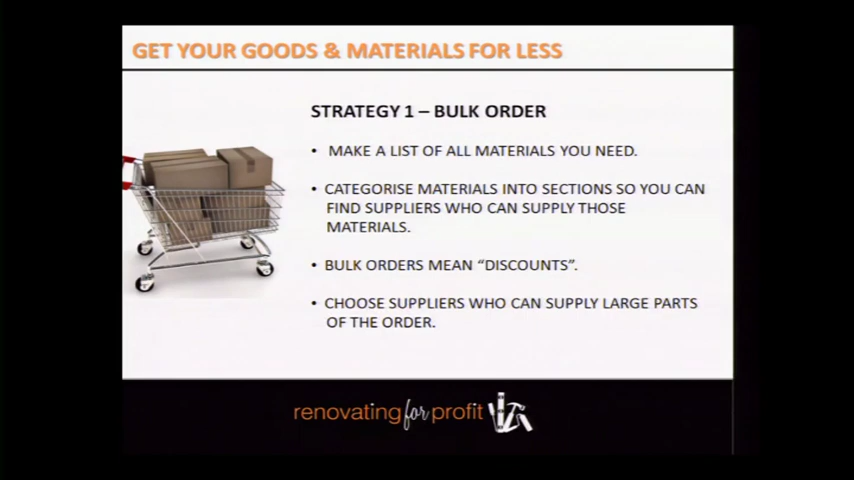 GET YOUR GOODS & MATERIALS FOR LESS
STRATEGY 1 – BULK ORDER
• MAKE A LIST OF ALL MATERIALS YOU NEED.
• CATEGORISE MATERIALS INTO SECTIONS SO YOU CAN
FIND SUPPLIERS WHO CAN SUPPLY THOSE
MATERIALS.
• BULK ORDERS MEAN “DISCOUNTS”.
• CHOOSE SUPPLIERS WHO CAN SUPPLY LARGE PARTS
OF THE ORDER.
renovating for profit